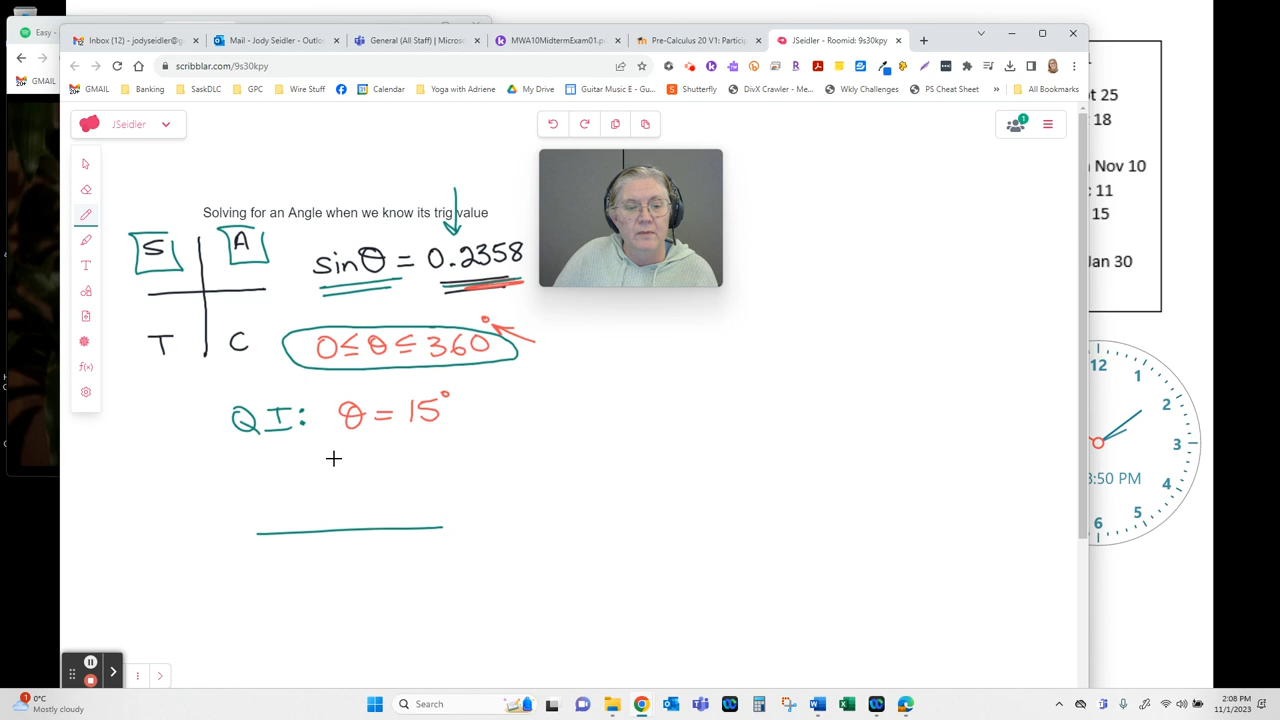 Easy -
Inbox (12) - jodyseidler@g
Mail - Jody Seidler - Outlo
General (All Staff) | Micros
MWA10MidtermExam01.p
Pre-Calculus 20 V1: Particip
JSeidler - Roomid: 9s30kpy
scribblar.com/9s30kpy
GMAIL
GMAIL Banking SaskDLC GPC Wire Stuff Calendar Yoga with Adriene My Drive Guitar Music E - Gu... Shutterfly DivX Crawler - Me... Wkly Challenges PS Cheat Sheet All Bookmarks
JSeidler
1
Solving for an Angle when we know its trig value
S A
T C
sinθ = 0.2358
0≤θ≤360°
QI: θ = 15°
t 25
18
Nov 10
11
15
Jan 30
12
1
2
3
4
5
6
:50 PM
0°C
Mostly cloudy
Search
2:08 PM
11/1/2023